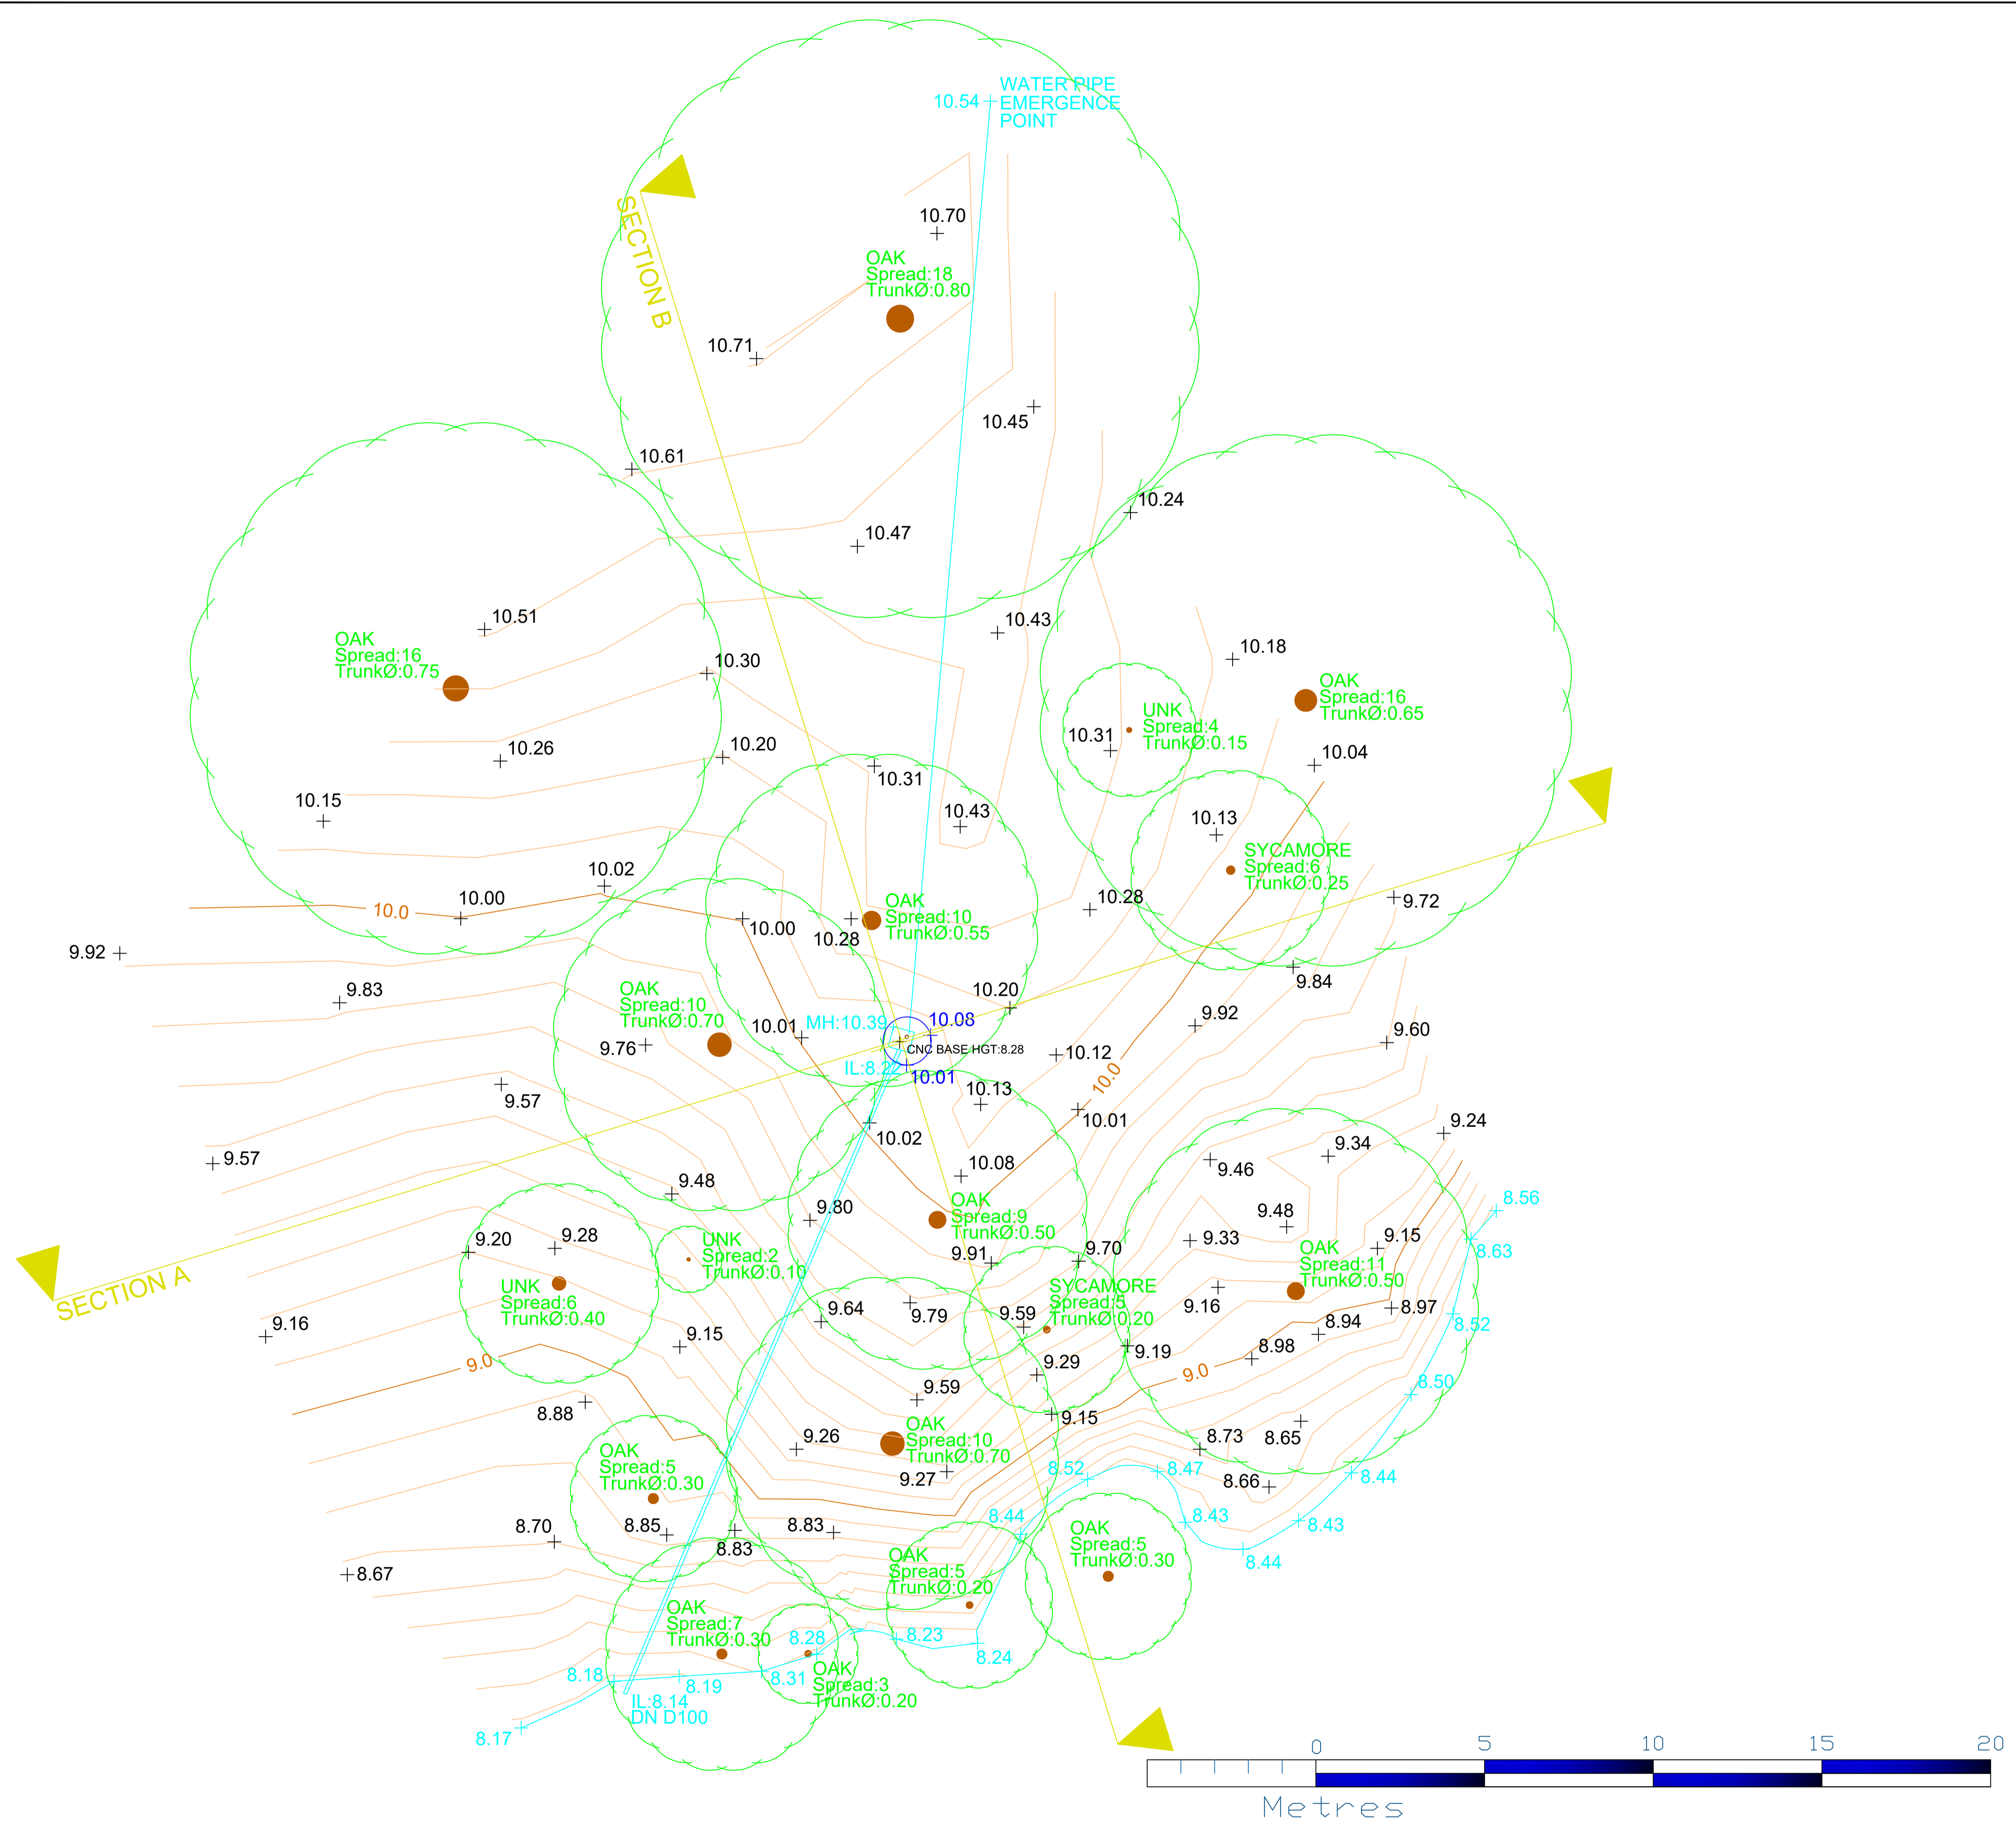 WATER PIPE
EMERGENCE
POINT
10.54
SECTION B
10.70
OAK
Spread:18
TrunkØ:0.80
10.71
10.45
10.61
10.24
10.47
10.51
10.43
OAK
Spread:16
TrunkØ:0.75
10.30
10.18
OAK
Spread:16
TrunkØ:0.65
UNK
Spread:4
TrunkØ:0.15
10.31
10.26
10.20
10.31
10.04
10.15
10.43
10.13
SYCAMORE
Spread:6
TrunkØ:0.25
10.02
10.00
10.0
10.00
10.28
OAK
Spread:10
TrunkØ:0.55
10.28
9.72
9.92
9.83
9.84
OAK
Spread:10
TrunkØ:0.70
10.20
10.01
MH:10.39
10.08
9.92
9.60
9.76
CNC BASE HGT:8.28
10.12
IL:8.22
10.01
10.0
9.57
10.13
10.01
10.02
9.24
9.34
9.57
9.46
10.08
9.48
8.56
OAK
Spread:9
TrunkØ:0.50
9.80
9.48
9.20
9.28
UNK
Spread:2
TrunkØ:0.10
9.91
9.70
9.33
9.15
8.63
OAK
Spread:11
TrunkØ:0.50
UNK
Spread:6
TrunkØ:0.40
SYCAMORE
Spread:5
TrunkØ:0.20
9.16
8.97
SECTION A
9.64
9.79
9.59
8.94
8.52
9.16
9.15
9.19
8.98
9.0
9.29
9.0
8.50
9.59
8.88
9.15
OAK
Spread:10
TrunkØ:0.70
9.26
8.73
8.65
OAK
Spread:5
TrunkØ:0.30
9.27
8.52
8.47
8.66
8.44
8.70
8.85
8.83
8.83
8.44
8.43
8.43
OAK
Spread:5
TrunkØ:0.30
8.44
8.67
OAK
Spread:5
TrunkØ:0.20
OAK
Spread:7
TrunkØ:0.30
8.28
8.23
8.24
8.18
8.19
8.31
OAK
Spread:3
TrunkØ:0.20
IL:8.14
DN D100
8.17
0
5
10
15
20
Metres